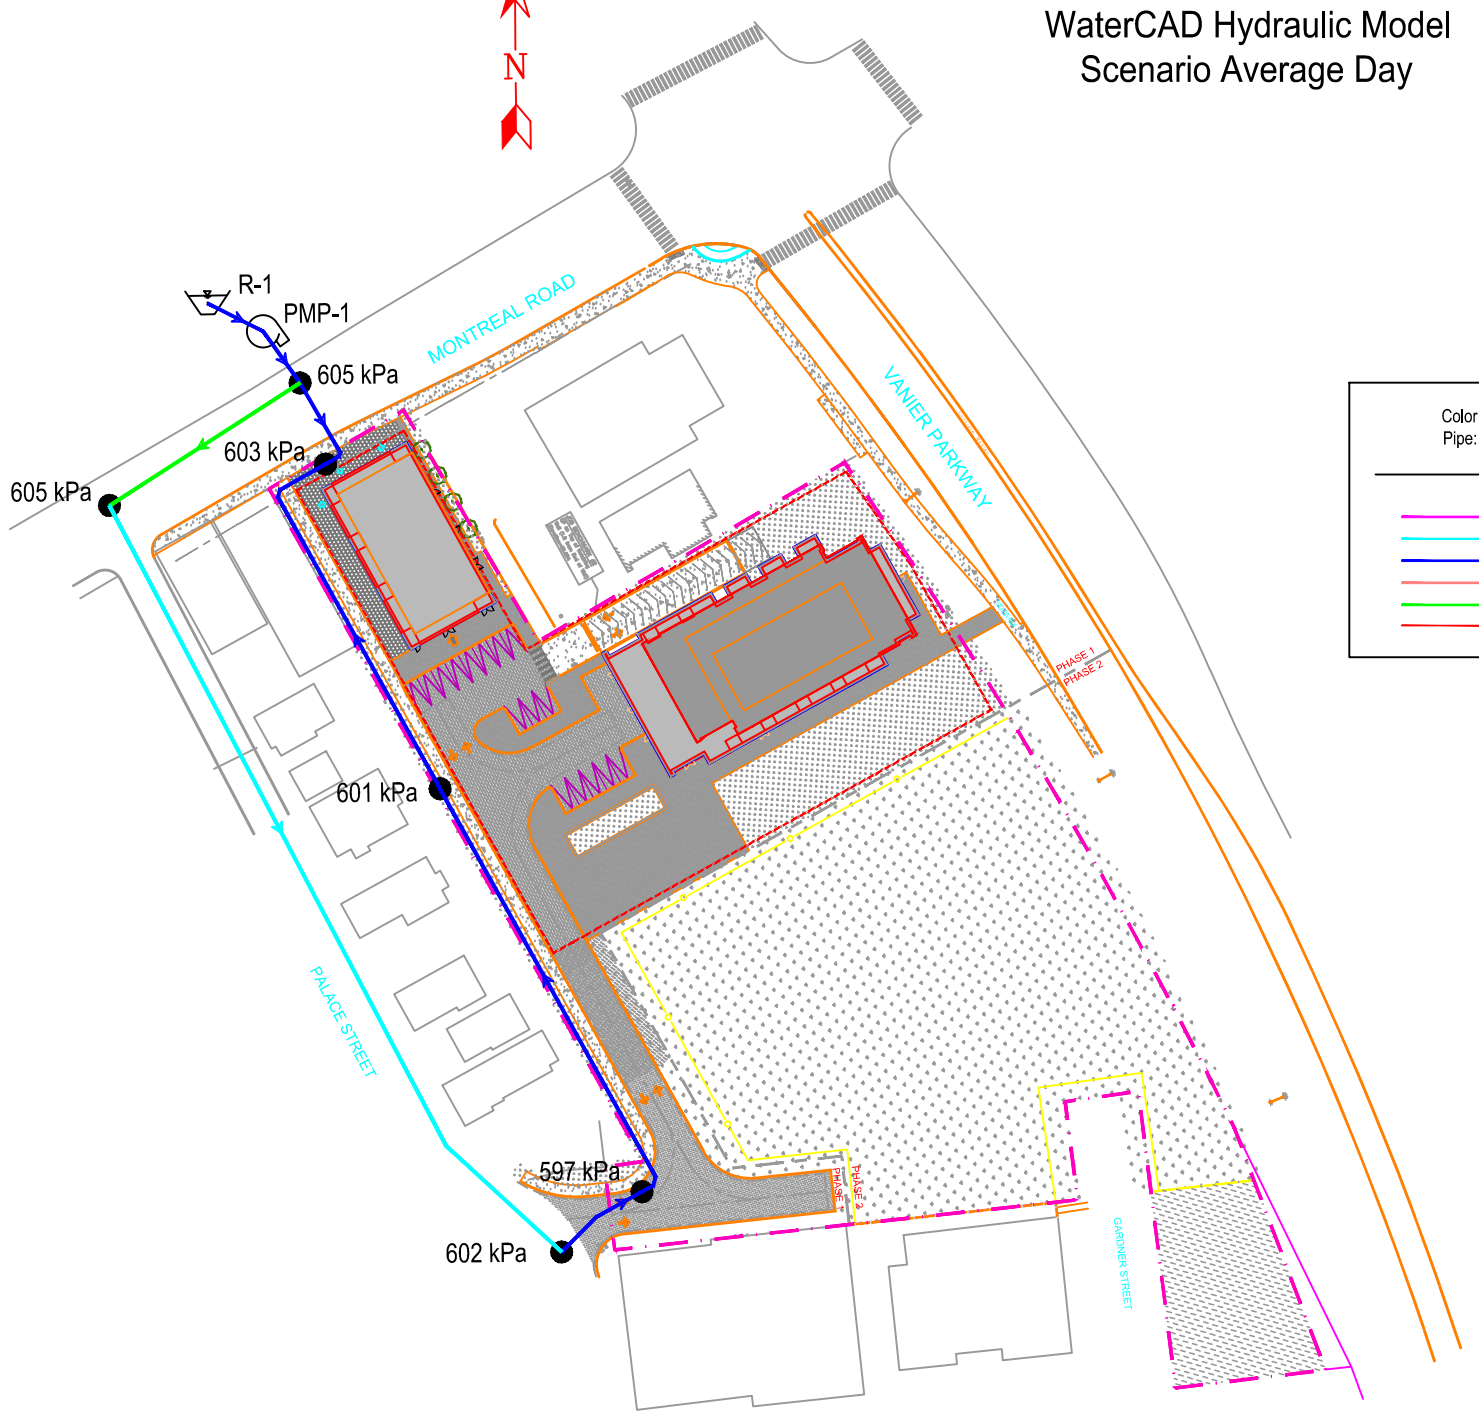 WaterCAD Hydraulic Model
Scenario Average Day
N
R-1
PMP-1
MONTREAL ROAD
605 kPa
VANIER PARKWAY
Color
Pipe:
603 kPa
605 kPa
PHASE 1
PHASE 2
601 kPa
PALACE STREET
597 kPa
PHASE 2
602 kPa
GARDNER STREET